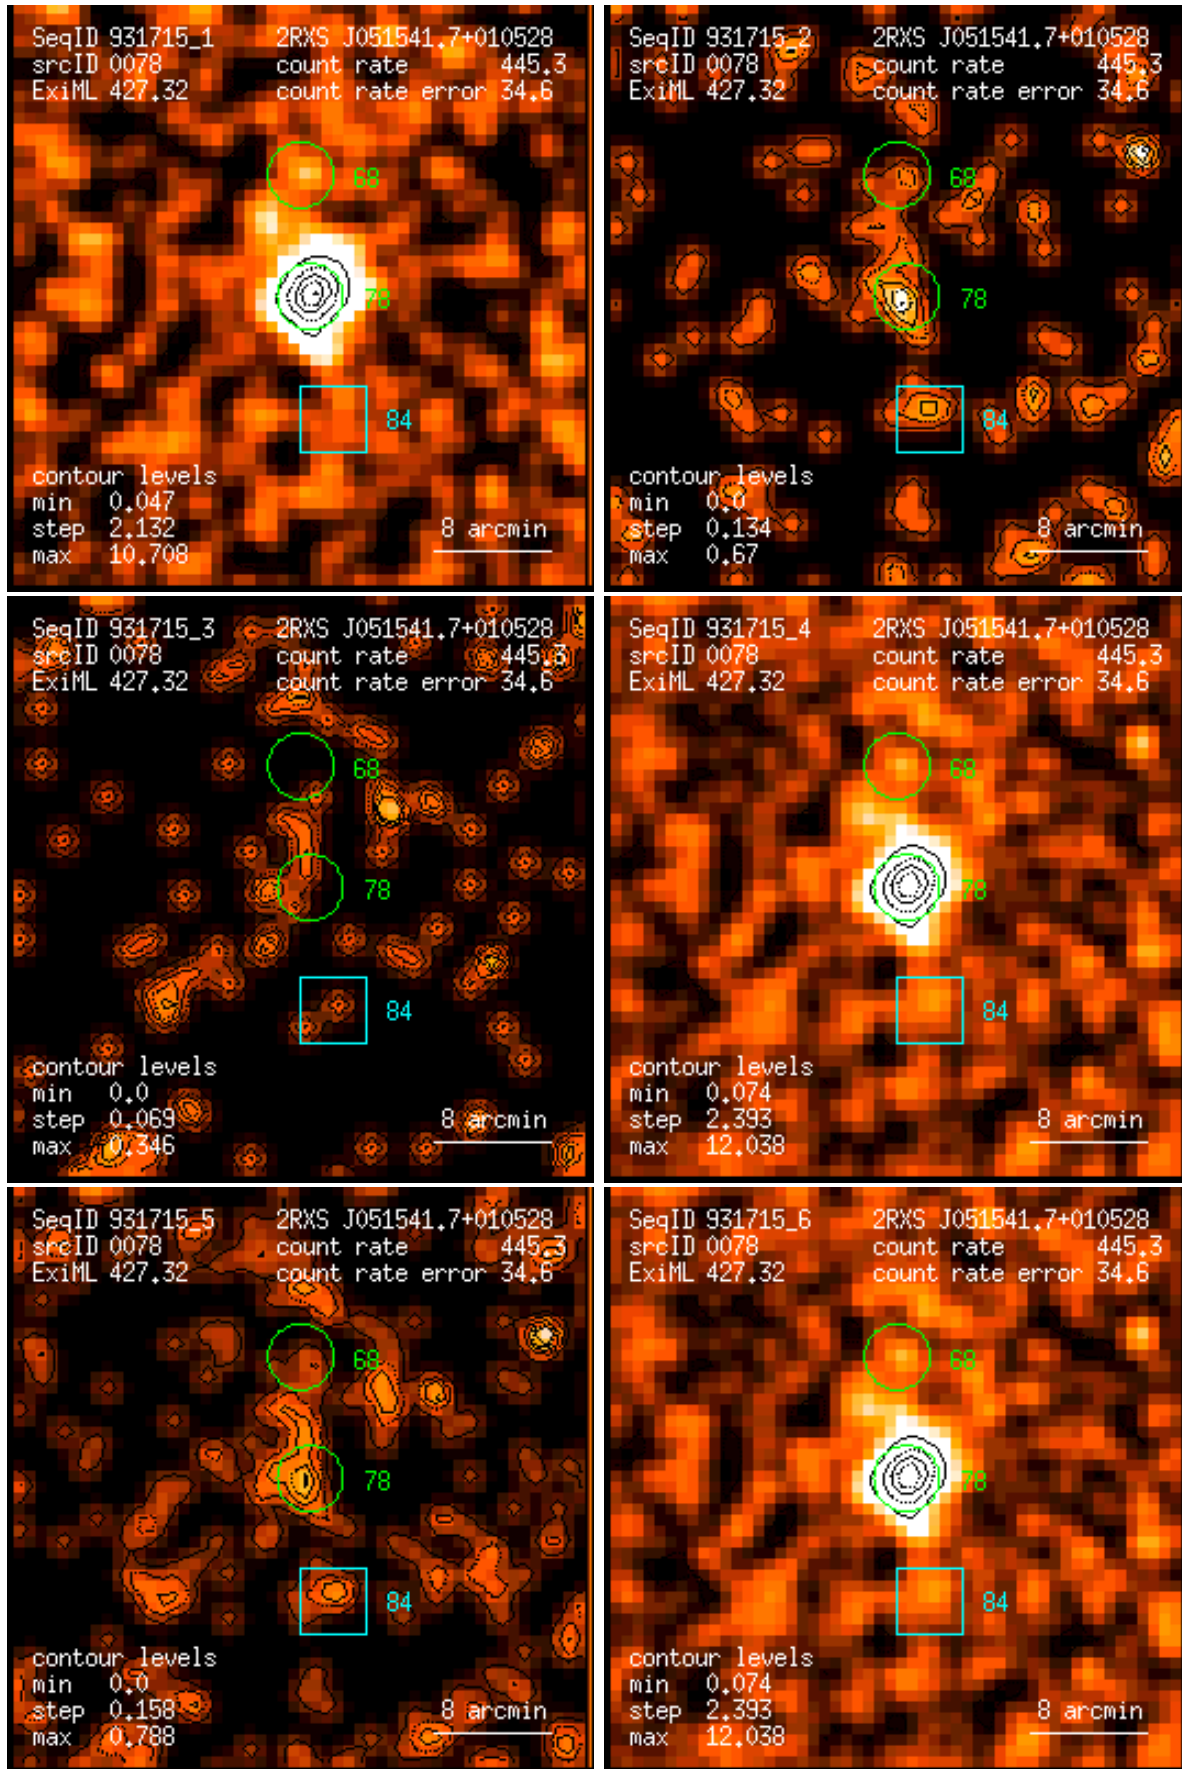 SeqID 931715_1 2RXS J051541.7+010528
srcID 0078 count rate 445.3
ExiML 427.32 count rate error 34.6
68
78
84
contour levels
min 0.047
step 2.132 8 arcmin
max 10.708
SeqID 931715_2 2RXS J051541.7+010528
srcID 0078 count rate 445.3
ExiML 427.32 count rate error 34.6
68
78
84
contour levels
min 0.0
step 0.134 8 arcmin
max 0.67
SeqID 931715_3 2RXS J051541.7+010528
srcID 0078 count rate 445.3
ExiML 427.32 count rate error 34.6
68
78
84
contour levels
min 0.0
step 0.069 8 arcmin
max 0.346
SeqID 931715_4 2RXS J051541.7+010528
srcID 0078 count rate 445.3
ExiML 427.32 count rate error 34.6
68
78
84
contour levels
min 0.074
step 2.393 8 arcmin
max 12.038
SeqID 931715_5 2RXS J051541.7+010528
srcID 0078 count rate 445.3
ExiML 427.32 count rate error 34.6
68
78
84
contour levels
min 0.0
step 0.158 8 arcmin
max 0.788
SeqID 931715_6 2RXS J051541.7+010528
srcID 0078 count rate 445.3
ExiML 427.32 count rate error 34.6
68
78
84
contour levels
min 0.074
step 2.393 8 arcmin
max 12.038